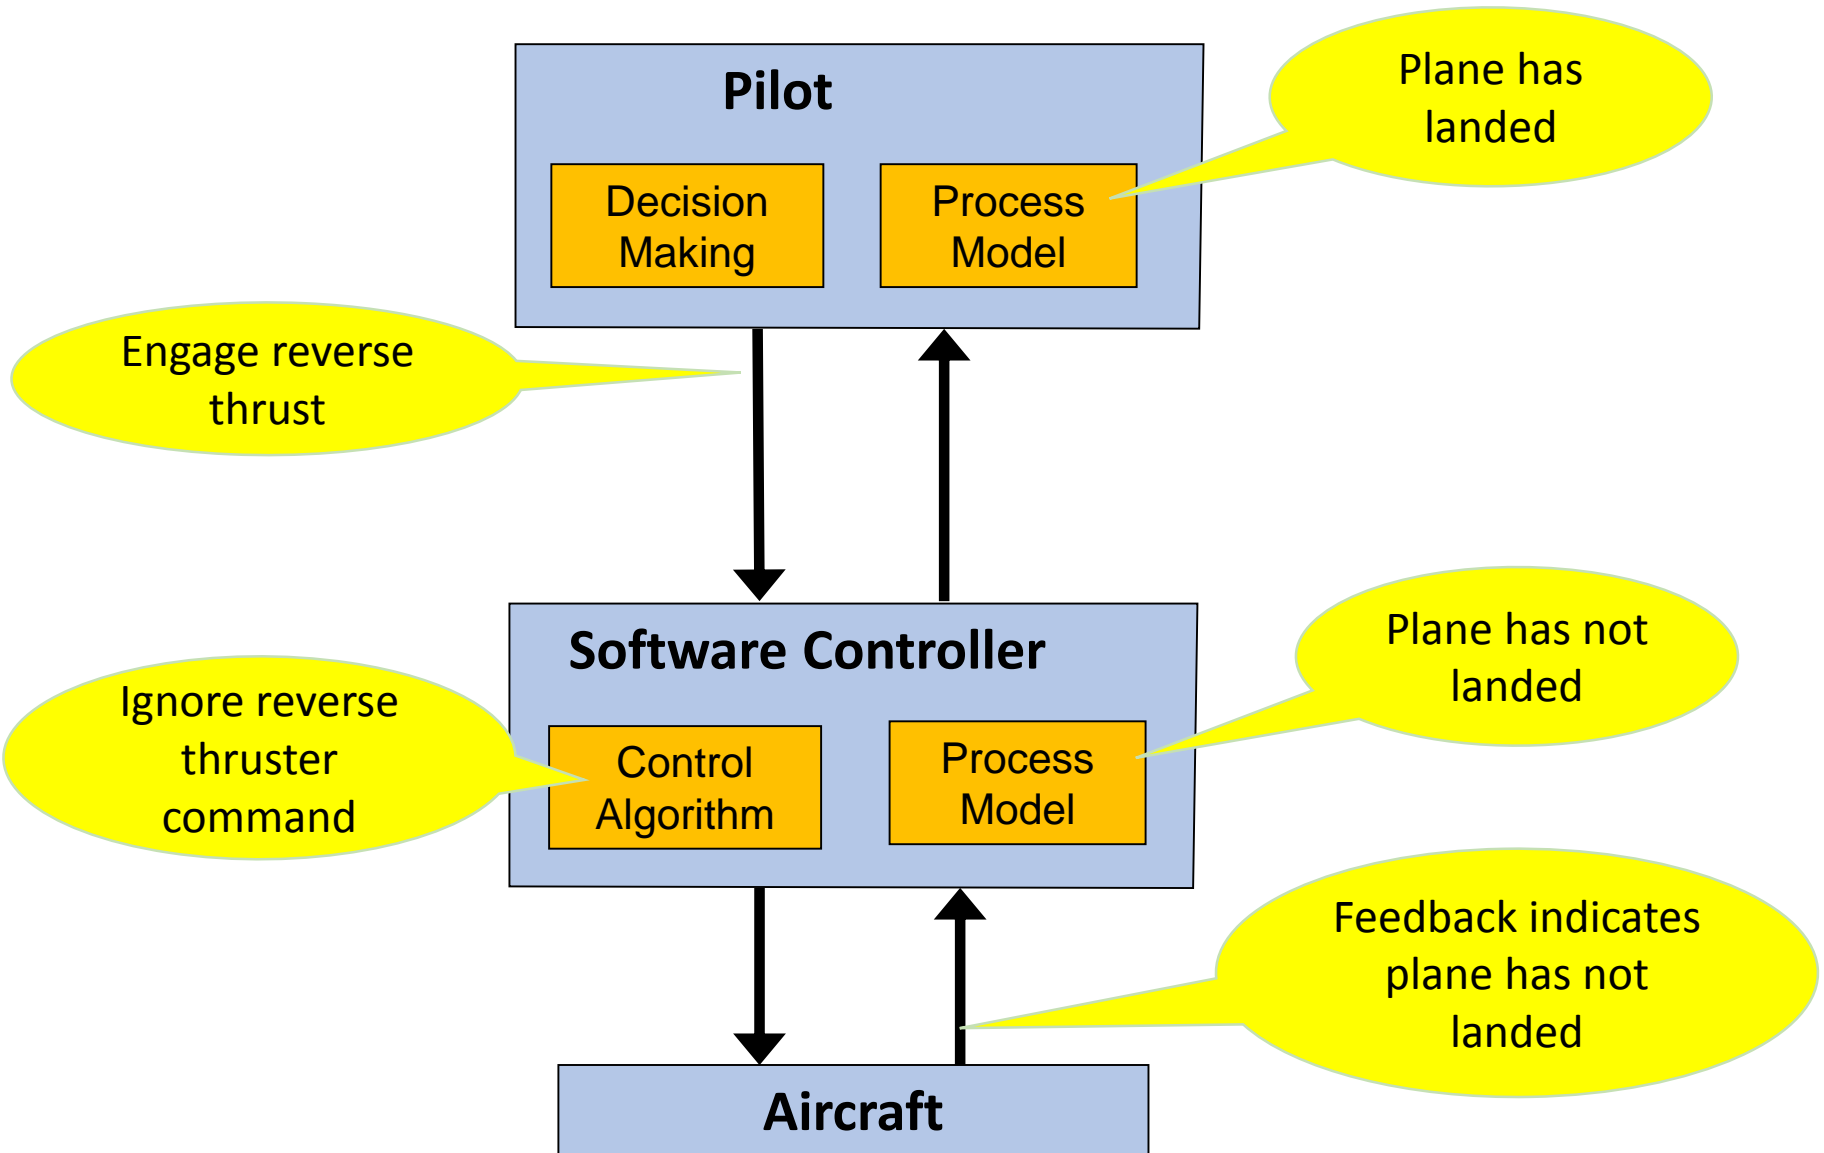 Pilot
Plane has
landed
Decision
Making
Process
Model
Engage reverse
thrust
Software Controller
Plane has not
landed
Ignore reverse
thruster
command
Control
Algorithm
Process
Model
Feedback indicates
plane has not
landed
Aircraft